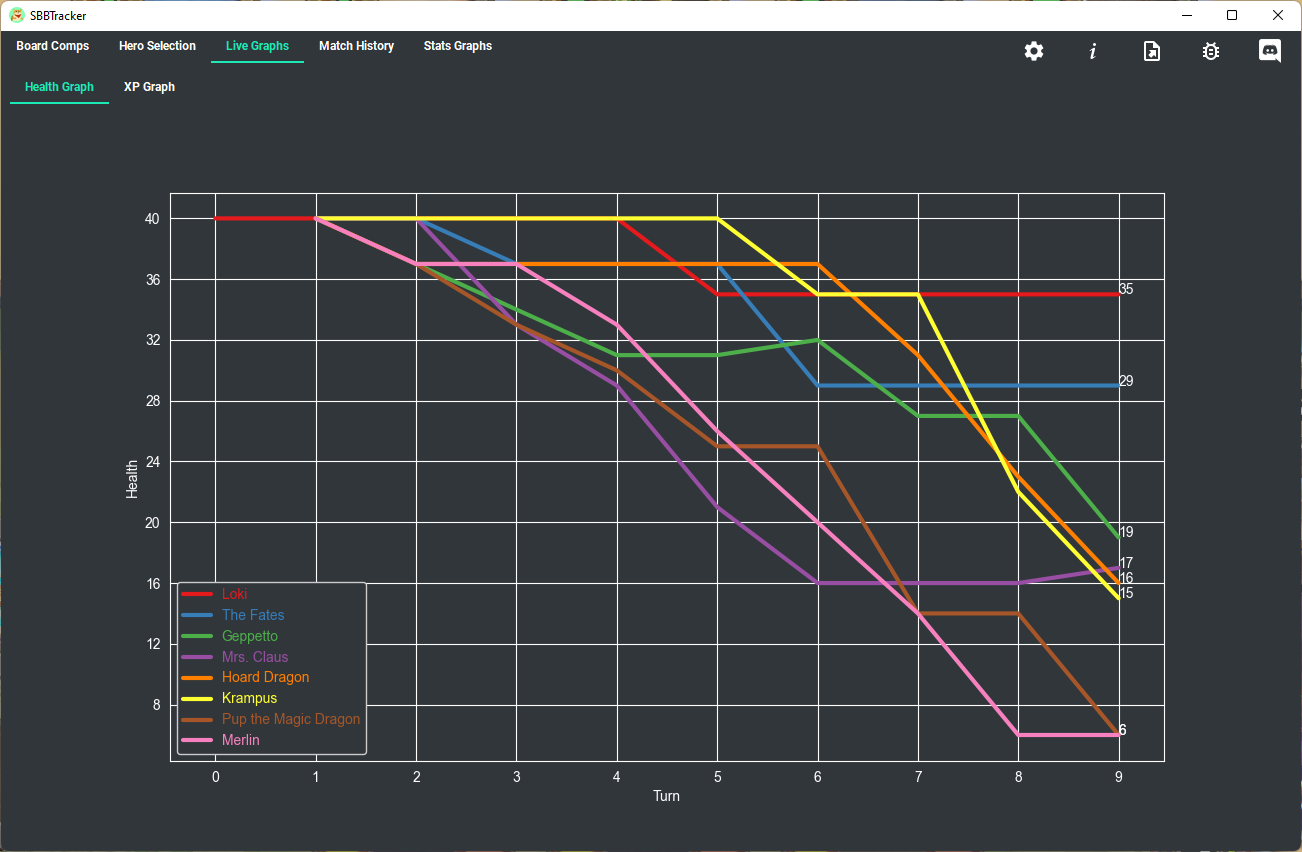 SBBTracker
Board Comps Hero Selection Live Graphs Match History Stats Graphs
Health Graph XP Graph
40
36
32
28
24
20
16
12
8
Health
35
29
19
17
16
15
6
Loki
The Fates
Geppetto
Mrs. Claus
Hoard Dragon
Krampus
Pup the Magic Dragon
Merlin
0 1 2 3 4 5 6 7 8 9
Turn